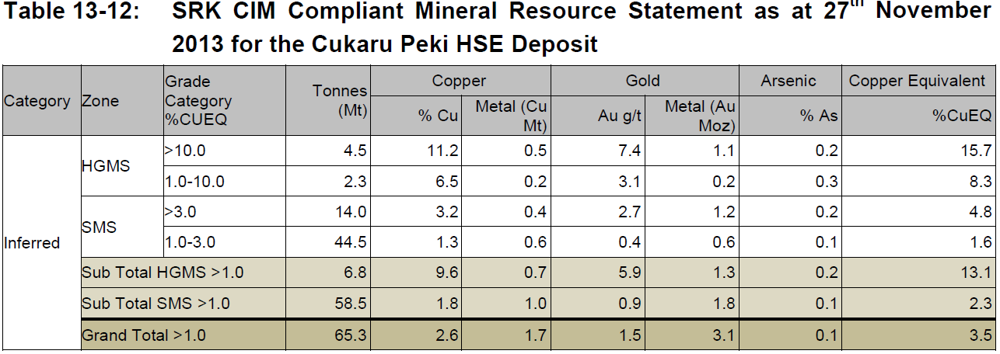 Table 13-12: SRK CIM Compliant Mineral Resource Statement as at 27th November
2013 for the Cukaru Peki HSE Deposit
Category Zone Grade Category %CUEQ Tonnes (Mt) Copper Gold Arsenic Copper Equivalent
% Cu Metal (Cu Mt) Au g/t Metal (Au Moz) % As %CuEQ
Inferred HGMS >10.0 4.5 11.2 0.5 7.4 1.1 0.2 15.7
1.0-10.0 2.3 6.5 0.2 3.1 0.2 0.3 8.3
SMS >3.0 14.0 3.2 0.4 2.7 1.2 0.2 4.8
1.0-3.0 44.5 1.3 0.6 0.4 0.6 0.1 1.6
Sub Total HGMS >1.0 6.8 9.6 0.7 5.9 1.3 0.2 13.1
Sub Total SMS >1.0 58.5 1.8 1.0 0.9 1.8 0.1 2.3
Grand Total >1.0 65.3 2.6 1.7 1.5 3.1 0.1 3.5